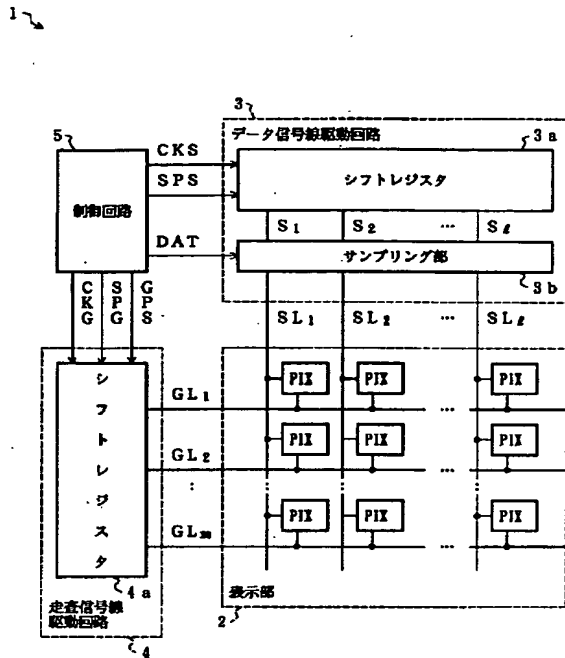 1
3
データ信号線駆動回路
3a
5
CKS
SPS
シフトレジスタ
制御回路
S1 S2 … Sℓ
DAT
サンプリング部
3b
CKG
SPG
GPS
SL1 SL2 … SLℓ
シフトレジスタ
PIX PIX PIX
GL1 …
PIX PIX PIX
GL2 …
PIX PIX PIX
GLm …
4a
走査信号線
駆動回路
4
表示部
2